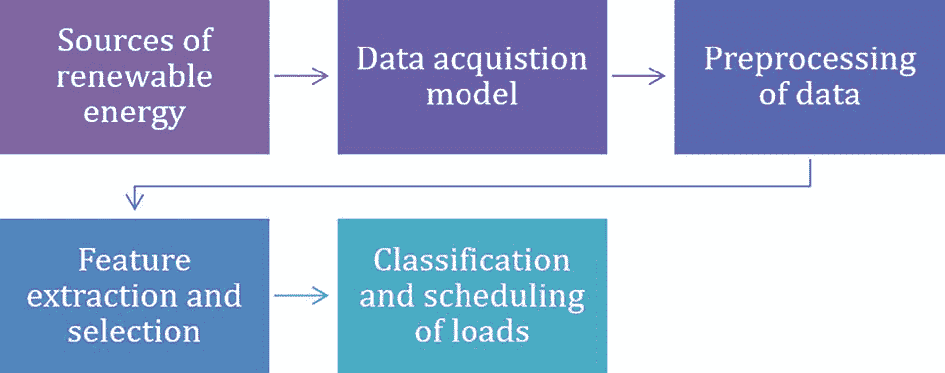 Sources of
renewable
energy
Data acquistion
model
Preprocessing
of data
Feature
extraction and
selection
Classification
and scheduling
of loads